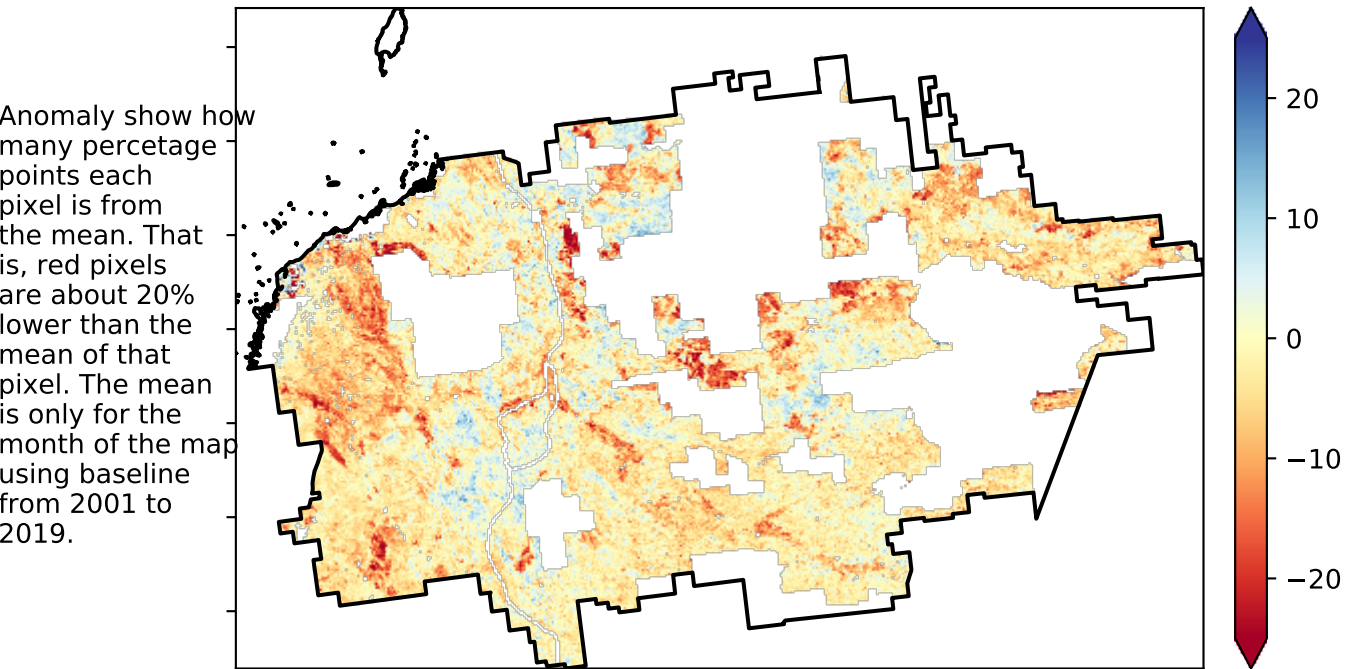 Anomaly show how
many percetage
points each
pixel is from
the mean. That
is, red pixels
are about 20%
lower than the
mean of that
pixel. The mean
is only for the
month of the map
using baseline
from 2001 to
2019.
20
10
0
−10
−20